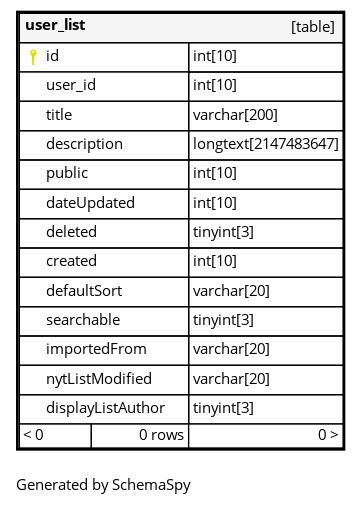 user_list [table]
id int[10]
user_id int[10]
title varchar[200]
description longtext[2147483647]
public int[10]
dateUpdated int[10]
deleted tinyint[3]
created int[10]
defaultSort varchar[20]
searchable tinyint[3]
importedFrom varchar[20]
nytListModified varchar[20]
displayListAuthor tinyint[3]
< 0 0 rows 0 >
Generated by SchemaSpy